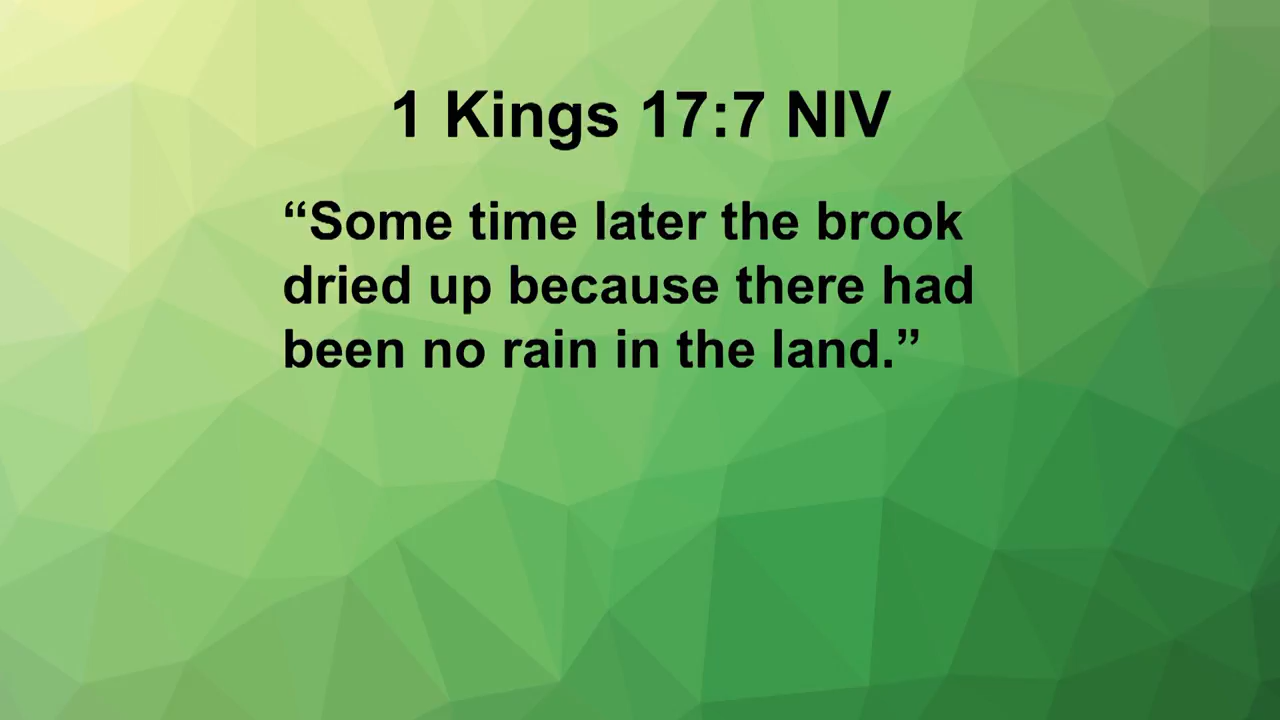 1 Kings 17:7 NIV
“Some time later the brook
dried up because there had
been no rain in the land.”